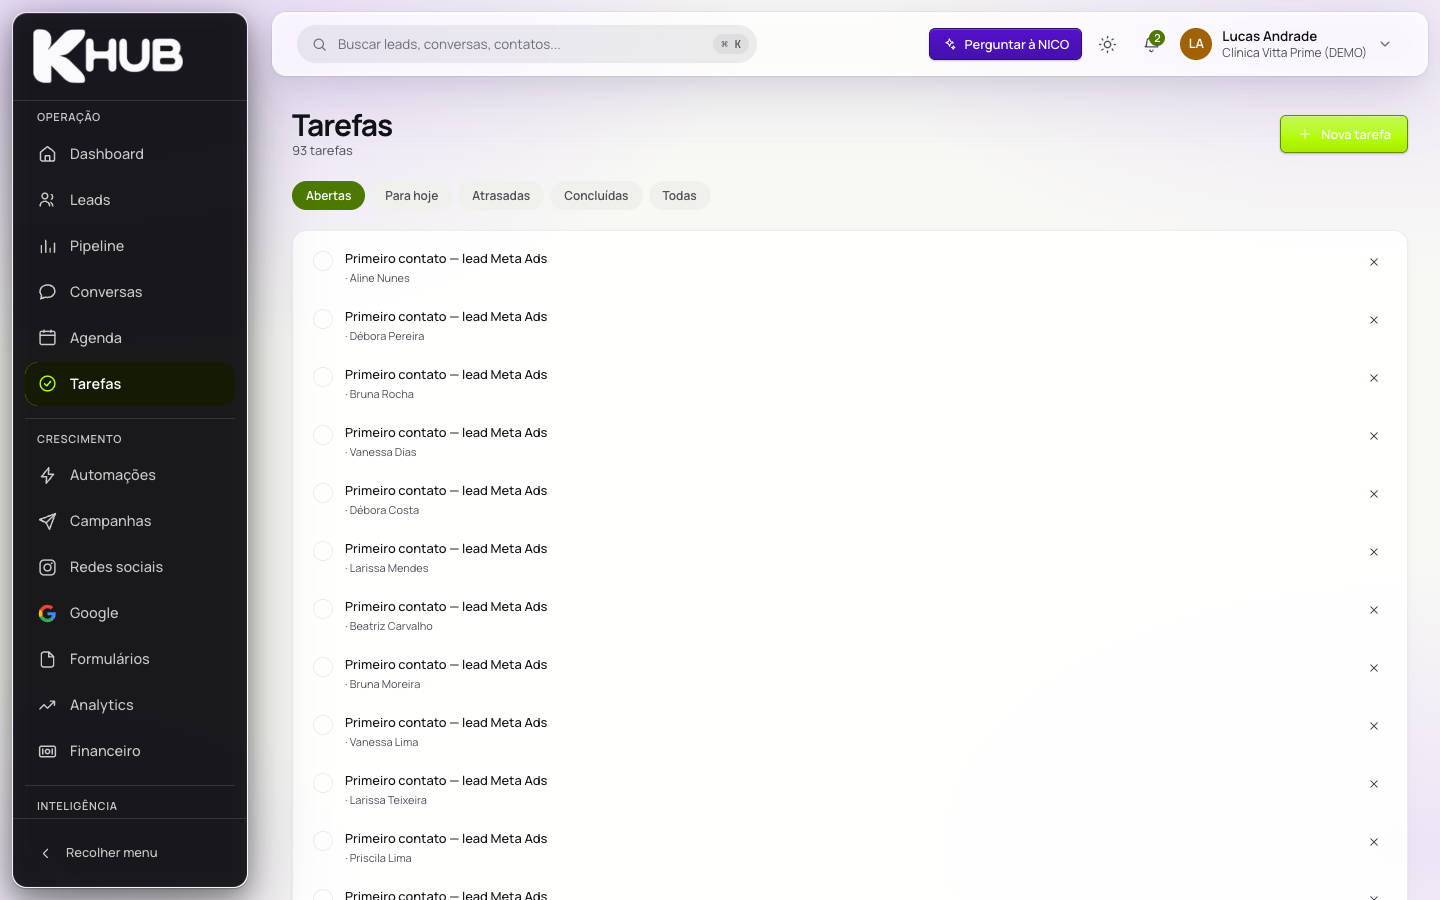 KHUB
OPERAÇÃO
Dashboard
Leads
Pipeline
Conversas
Agenda
Tarefas
CRESCIMENTO
Automações
Campanhas
Redes sociais
Google
Formulários
Analytics
Financeiro
INTELIGÊNCIA
Recolher menu
Buscar leads, conversas, contatos...
⌘ K
Perguntar à NICO
2
LA
Lucas Andrade
Clínica Vitta Prime (DEMO)
Tarefas
93 tarefas
Nova tarefa
Abertas
Para hoje
Atrasadas
Concluídas
Todas
Primeiro contato — lead Meta Ads
· Aline Nunes
Primeiro contato — lead Meta Ads
· Débora Pereira
Primeiro contato — lead Meta Ads
· Bruna Rocha
Primeiro contato — lead Meta Ads
· Vanessa Dias
Primeiro contato — lead Meta Ads
· Débora Costa
Primeiro contato — lead Meta Ads
· Larissa Mendes
Primeiro contato — lead Meta Ads
· Beatriz Carvalho
Primeiro contato — lead Meta Ads
· Bruna Moreira
Primeiro contato — lead Meta Ads
· Vanessa Lima
Primeiro contato — lead Meta Ads
· Larissa Teixeira
Primeiro contato — lead Meta Ads
· Priscila Lima
Primeiro contato — lead Meta Ads